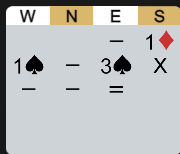 W N E S
– 1♦
1♠ – 3♠ X
– – =